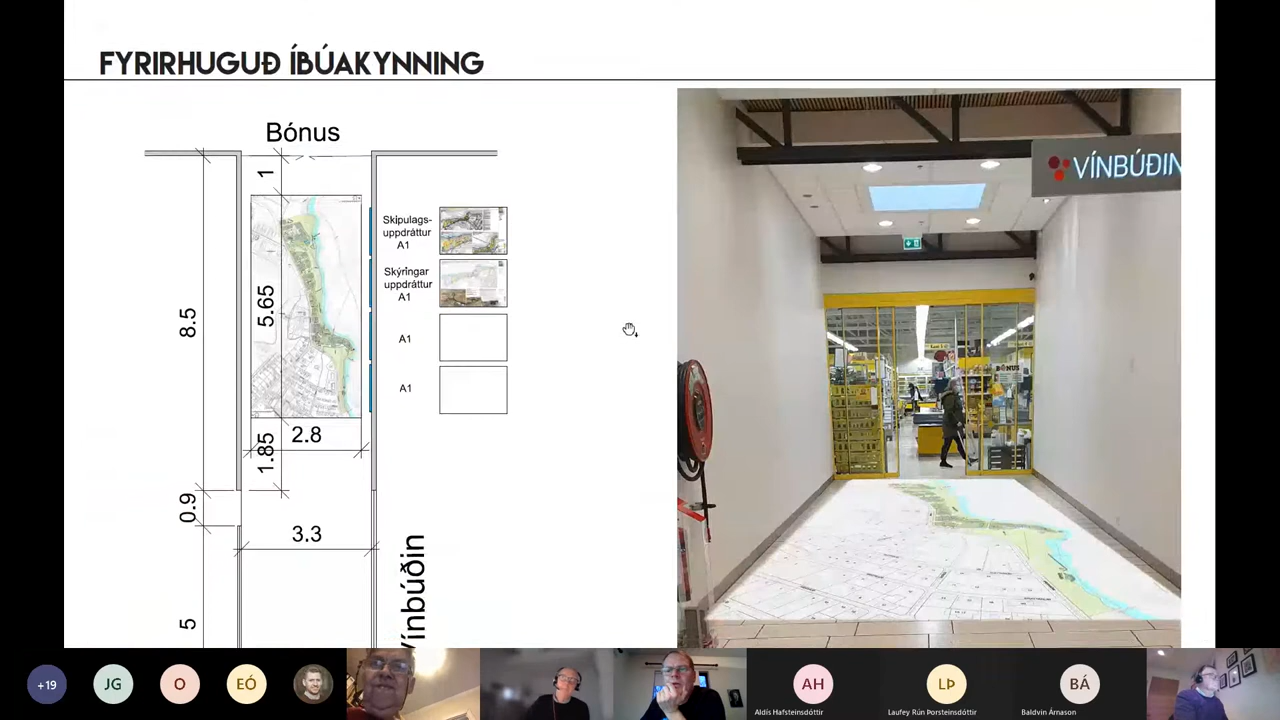 FYRIRHUGUÐ ÍBÚAKYNNING
Bónus
1
8.5
5.65
2.8
1.85
0.9
3.3
5
Vínbúðin
Skipulags-
uppdráttur
A1
Skýringar
uppdráttur
A1
A1
A1
VÍNBÚÐIN
BÓNUS
+19
JG
O
EÓ
AH
Aldís Hafsteinsdóttir
LÞ
Laufey Rún Þorsteinsdóttir
BÁ
Baldvin Árnason